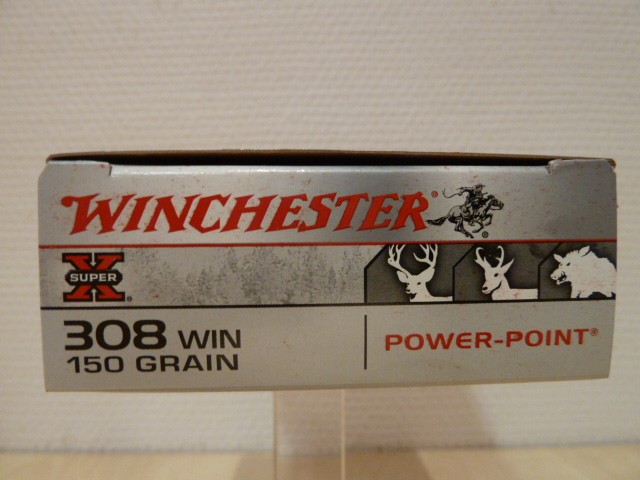 WINCHESTER®
SUPER X®
308 WIN
150 GRAIN
POWER-POINT®